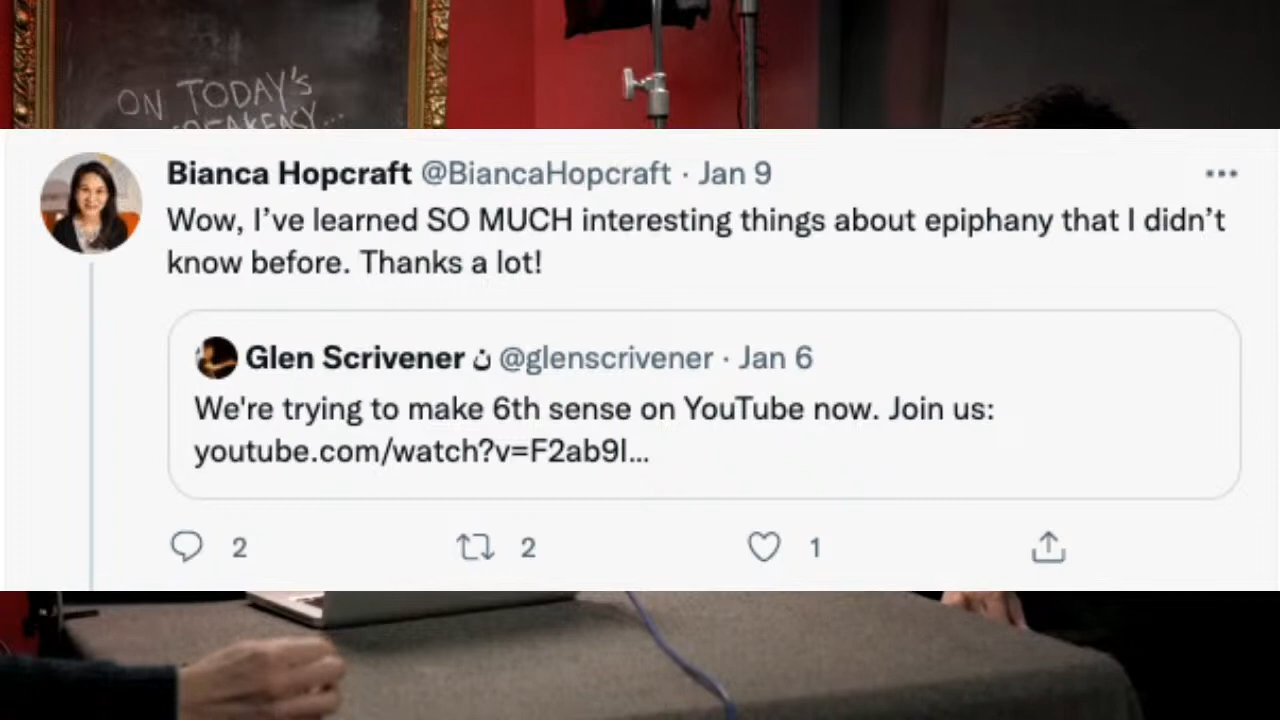 ON TODAY'S
SPEAKEASY...
Bianca Hopcraft @BiancaHopcraft · Jan 9
Wow, I’ve learned SO MUCH interesting things about epiphany that I didn’t
know before. Thanks a lot!
Glen Scrivener ن @glenscrivener · Jan 6
We're trying to make 6th sense on YouTube now. Join us:
youtube.com/watch?v=F2ab9l...
2
2
1